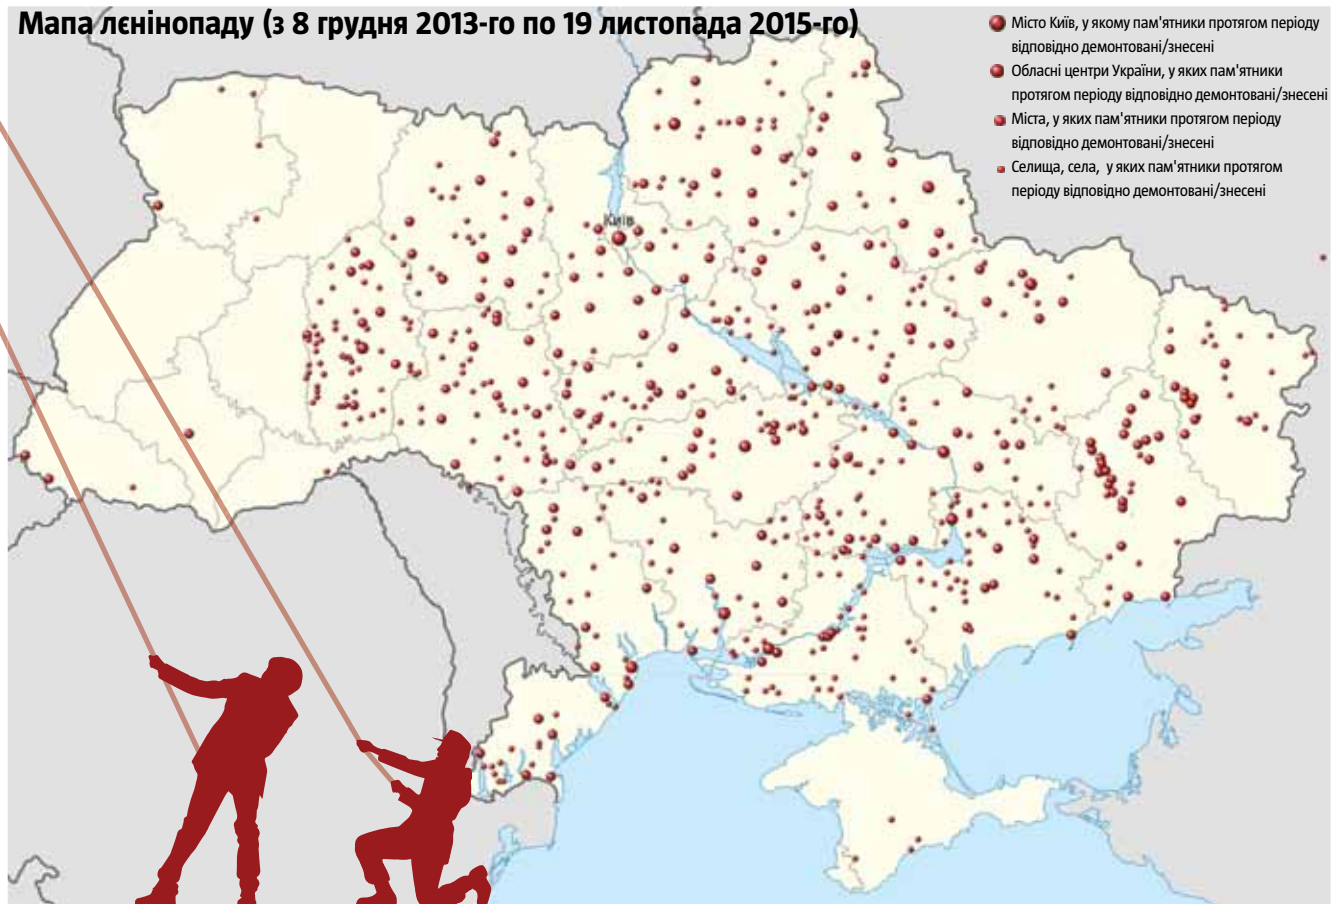 Мапа лєнінопаду (з 8 грудня 2013-го по 19 листопада 2015-го)
Місто Київ, у якому пам'ятники протягом періоду
відповідно демонтовані/знесені
Обласні центри України, у яких пам'ятники
протягом періоду відповідно демонтовані/знесені
Міста, у яких пам'ятники протягом періоду
відповідно демонтовані/знесені
Селища, села, у яких пам'ятники протягом
періоду відповідно демонтовані/знесені
Київ